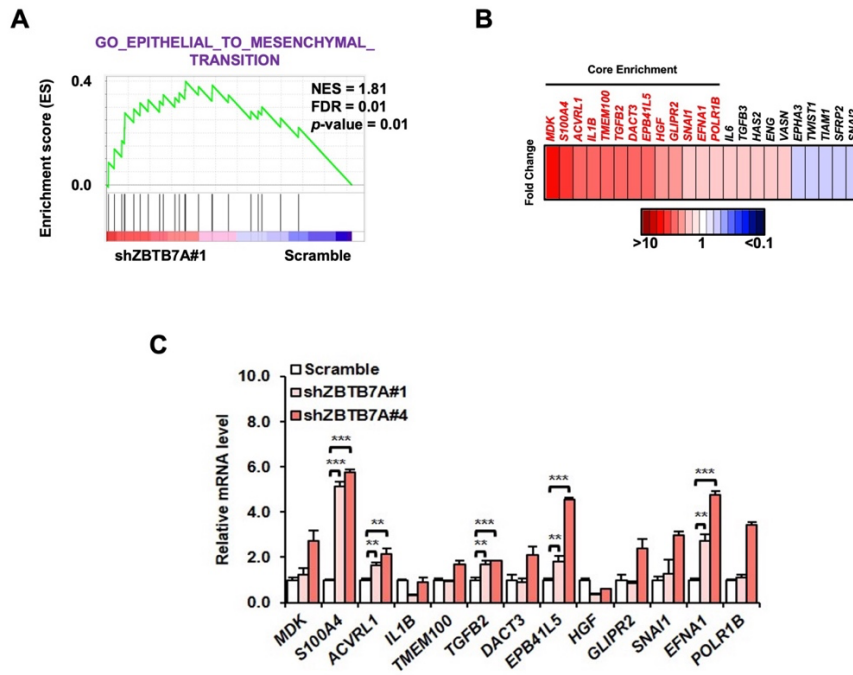 A
GO_EPITHELIAL_TO_MESENCHYMAL_
TRANSITION
Enrichment score (ES)
0.4
0.0
NES = 1.81
FDR = 0.01
p-value = 0.01
shZBTB7A#1
Scramble
B
Core Enrichment
MDK
S100A4
ACVRL1
IL1B
TMEM100
TGFB2
DACT3
EPB41L5
HGF
GLIPR2
SNAI1
EFNA1
POLR1B
IL6
TGFB3
HAS2
ENG
VASN
EPHA3
TWIST1
TIAM1
SFRP2
Fold Change
>10
1
<0.1
C
Scramble
shZBTB7A#1
shZBTB7A#4
Relative mRNA level
10.0
8.0
6.0
4.0
2.0
0.0
***
***
**
**
***
**
***
**
***
**
MDK
S100A4
ACVRL1
IL1B
TMEM100
TGFB2
DACT3
EPB41L5
HGF
GLIPR2
SNAI1
EFNA1
POLR1B